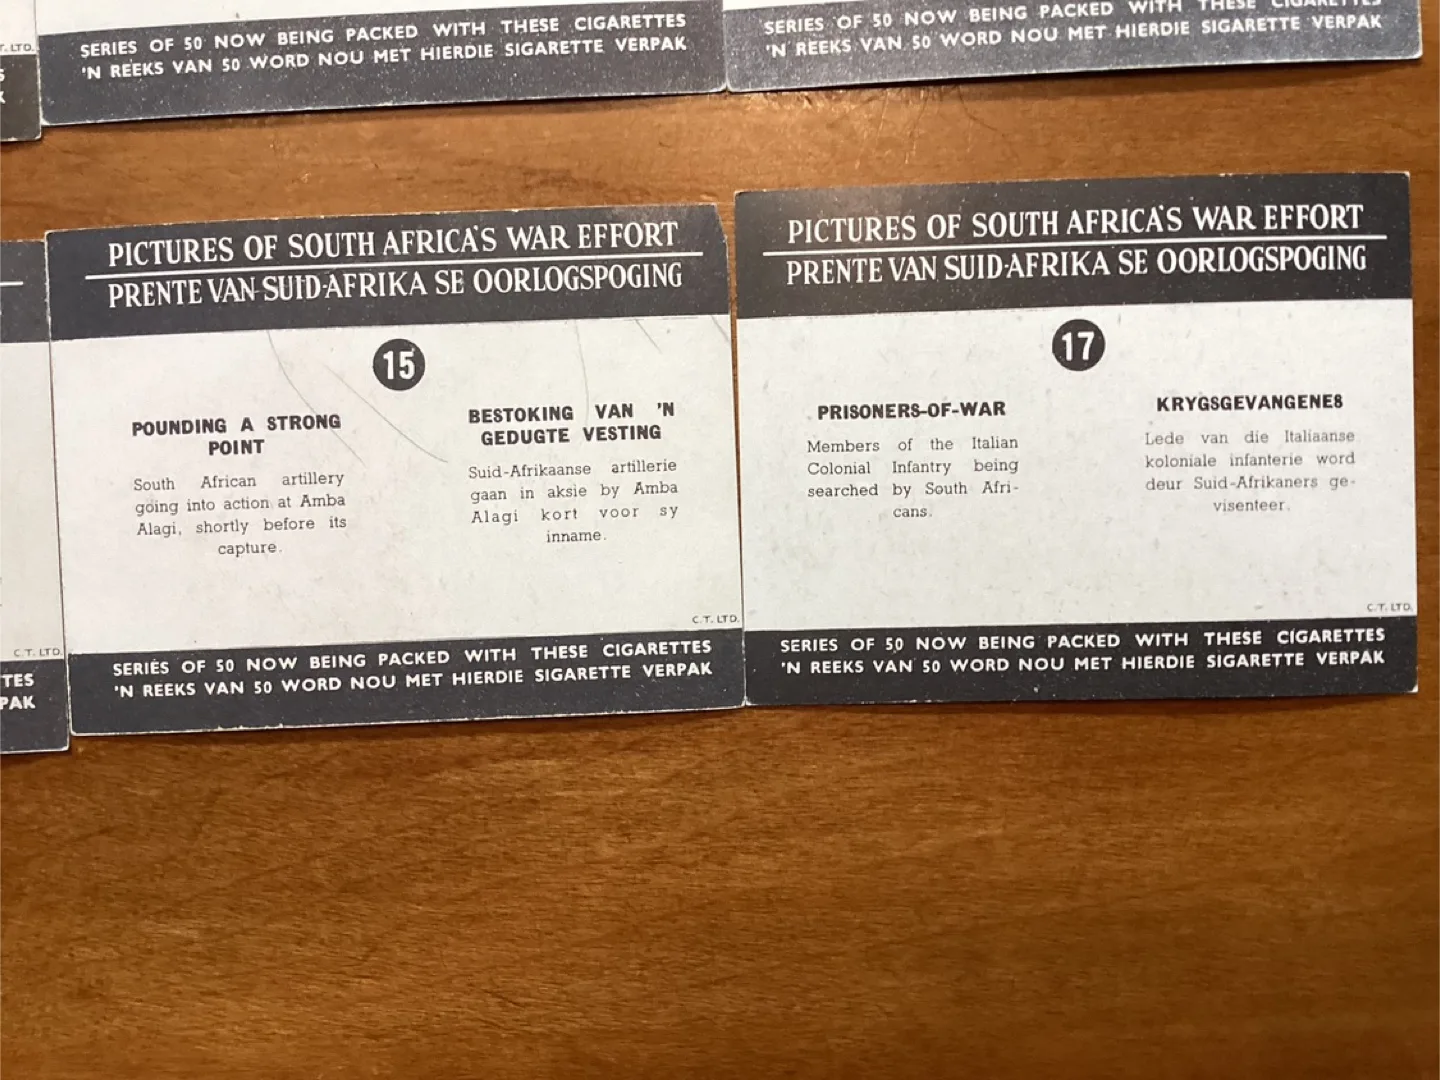 T. LTD.
SERIES OF 50 NOW BEING PACKED WITH THESE CIGARETTES
'N REEKS VAN 50 WORD NOU MET HIERDIE SIGARETTE VERPAK
SERIES OF 50 NOW BEING PACKED WITH THESE CIGARETTES
'N REEKS VAN 50 WORD NOU MET HIERDIE SIGARETTE VERPAK
S
K
PICTURES OF SOUTH AFRICA'S WAR EFFORT
PRENTE VAN SUID-AFRIKA SE OORLOGSPOGING
15
POUNDING A STRONG
POINT
South African artillery
going into action at Amba
Alagi, shortly before its
capture.
BESTOKING VAN 'N
GEDUGTE VESTING
Suid-Afrikaanse artillerie
gaan in aksie by Amba
Alagi kort voor sy
inname.
C.T. LTD.
SERIES OF 50 NOW BEING PACKED WITH THESE CIGARETTES
'N REEKS VAN 50 WORD NOU MET HIERDIE SIGARETTE VERPAK
PICTURES OF SOUTH AFRICA'S WAR EFFORT
PRENTE VAN SUID-AFRIKA SE OORLOGSPOGING
17
PRISONERS-OF-WAR
Members of the Italian
Colonial Infantry being
searched by South Afri-
cans.
KRYGSGEVANGENES
Lede van die Italiaanse
koloniale infanterie word
deur Suid-Afrikaners ge-
visenteer.
C.T. LTD.
SERIES OF 50 NOW BEING PACKED WITH THESE CIGARETTES
'N REEKS VAN 50 WORD NOU MET HIERDIE SIGARETTE VERPAK
C.T. LTD.
TES
PAK